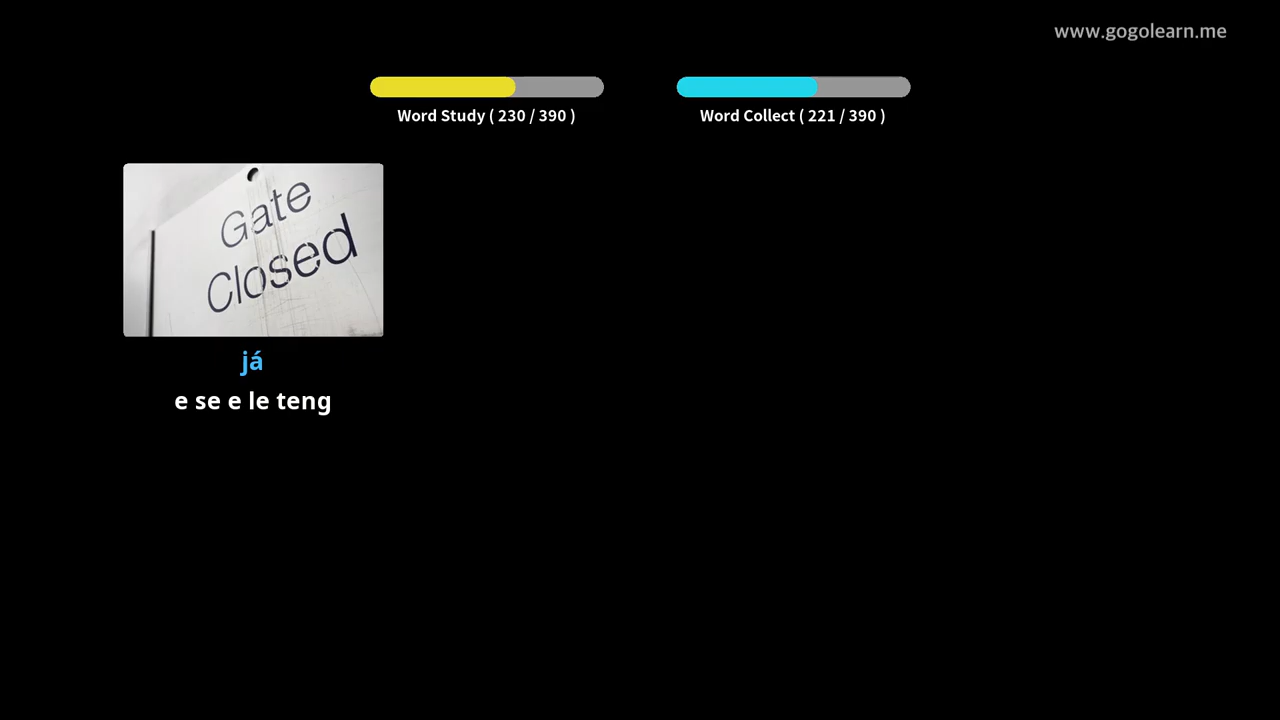 www.gogolearn.me
Word Study ( 230 / 390 )
Word Collect ( 221 / 390 )
Gate
Closed
já
e se e le teng